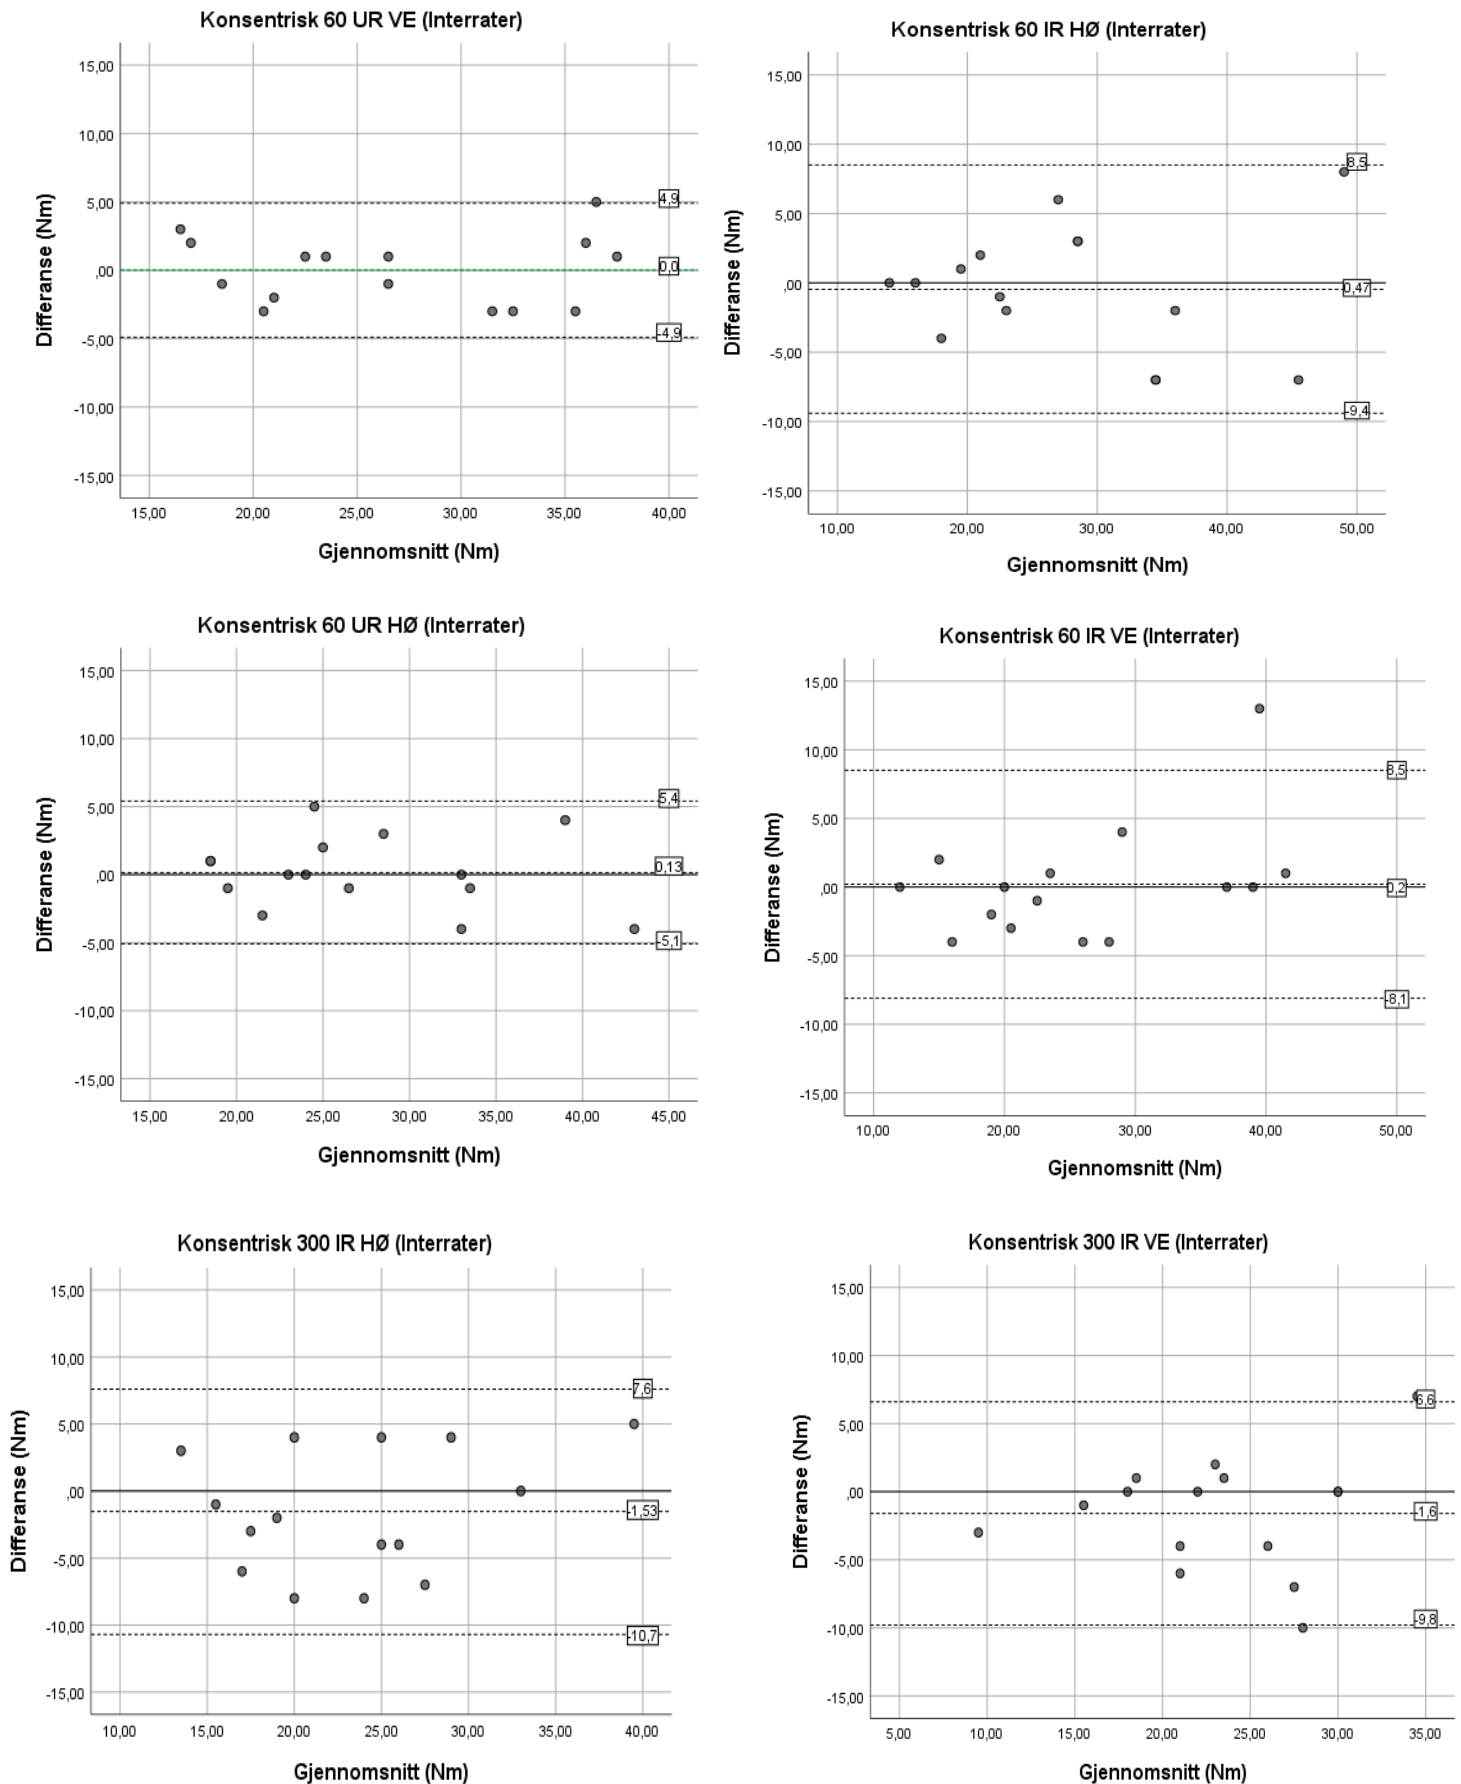 Konsentrisk 60 UR VE (Interrater)
15,00
10,00
5,00
,00
-5,00
-10,00
-15,00
4,9
0,0
-4,9
15,00 20,00 25,00 30,00 35,00 40,00
Differanse (Nm)
Gjennomsnitt (Nm)
Konsentrisk 60 IR HØ (Interrater)
15,00
10,00
5,00
,00
-5,00
-10,00
-15,00
8,5
0,47
-9,4
10,00 20,00 30,00 40,00 50,00
Differanse (Nm)
Gjennomsnitt (Nm)
Konsentrisk 60 UR HØ (Interrater)
15,00
10,00
5,00
,00
-5,00
-10,00
-15,00
5,4
0,13
-5,1
15,00 20,00 25,00 30,00 35,00 40,00 45,00
Differanse (Nm)
Gjennomsnitt (Nm)
Konsentrisk 60 IR VE (Interrater)
15,00
10,00
5,00
,00
-5,00
-10,00
-15,00
8,5
0,2
-8,1
10,00 20,00 30,00 40,00 50,00
Differanse (Nm)
Gjennomsnitt (Nm)
Konsentrisk 300 IR HØ (Interrater)
15,00
10,00
5,00
,00
-5,00
-10,00
-15,00
7,6
-1,53
-10,7
10,00 15,00 20,00 25,00 30,00 35,00 40,00
Differanse (Nm)
Gjennomsnitt (Nm)
Konsentrisk 300 IR VE (Interrater)
15,00
10,00
5,00
,00
-5,00
-10,00
-15,00
6,6
-1,6
-9,8
5,00 10,00 15,00 20,00 25,00 30,00 35,00
Differanse (Nm)
Gjennomsnitt (Nm)